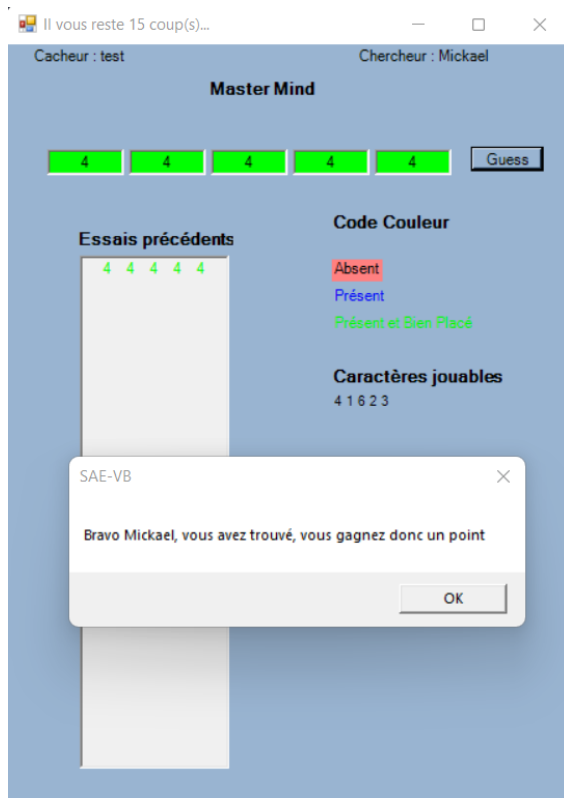 Il vous reste 15 coup(s)...
Cacheur : test
Chercheur : Mickael
Master Mind
4 4 4 4 4
Guess
Essais précédents
4 4 4 4 4
Code Couleur
Absent
Présent
Présent et Bien Placé
Caractères jouables
4 1 6 2 3
SAE-VB
Bravo Mickael, vous avez trouvé, vous gagnez donc un point
OK